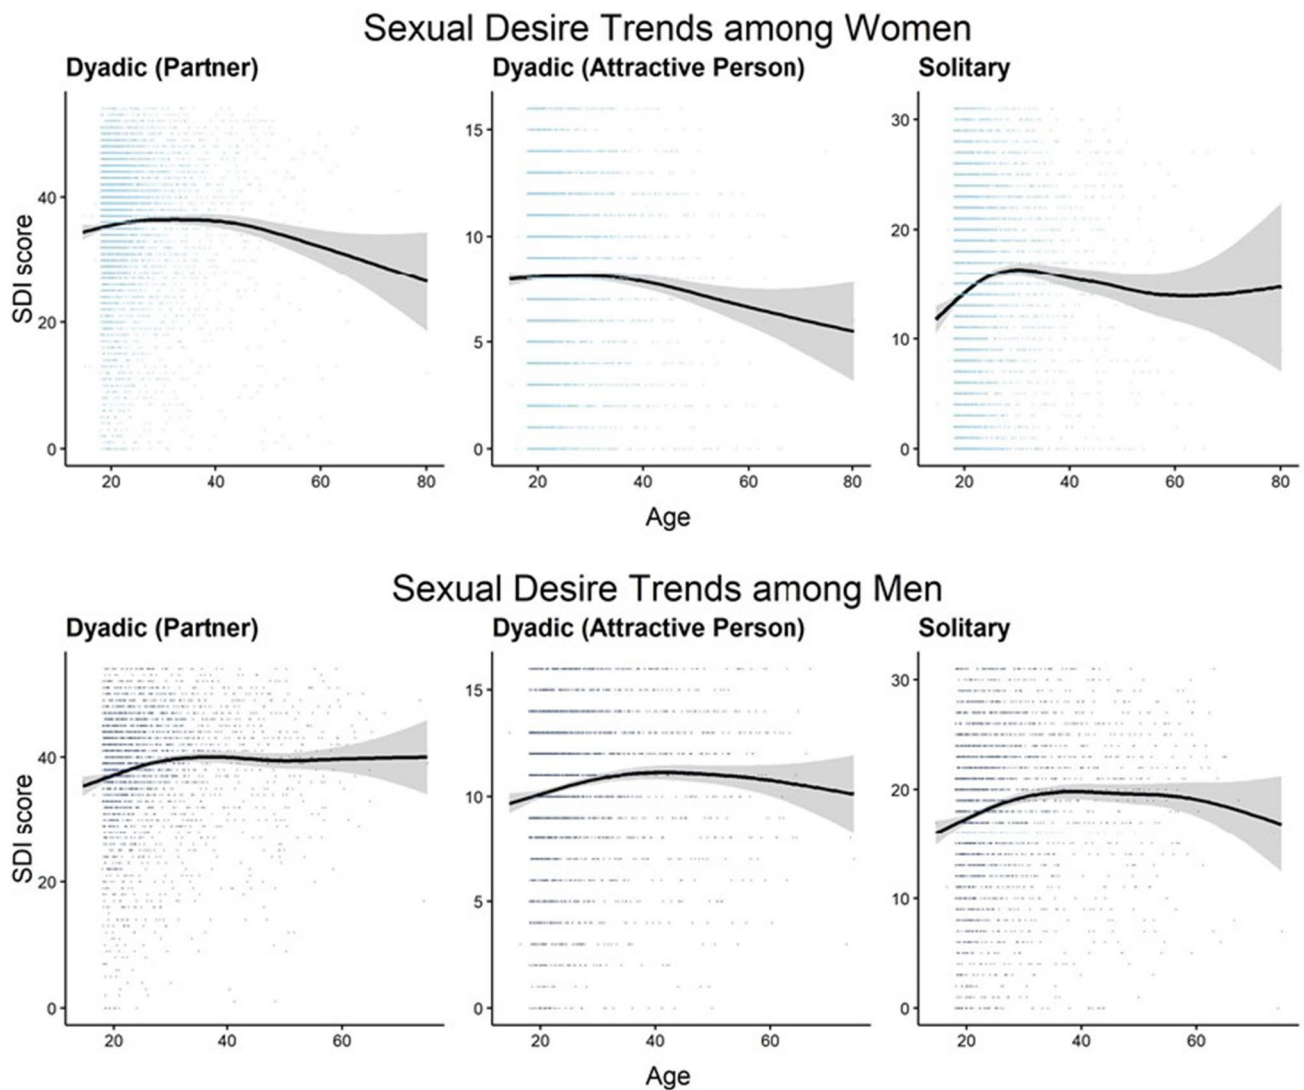 Sexual Desire Trends among Women
Dyadic (Partner) Dyadic (Attractive Person) Solitary
SDI score
40
20
0
15
10
5
0
30
20
10
0
20 40 60 80 20 40 60 80 20 40 60 80
Age
Sexual Desire Trends among Men
Dyadic (Partner) Dyadic (Attractive Person) Solitary
SDI score
40
20
0
15
10
5
0
30
20
10
0
20 40 60 20 40 60 20 40 60
Age